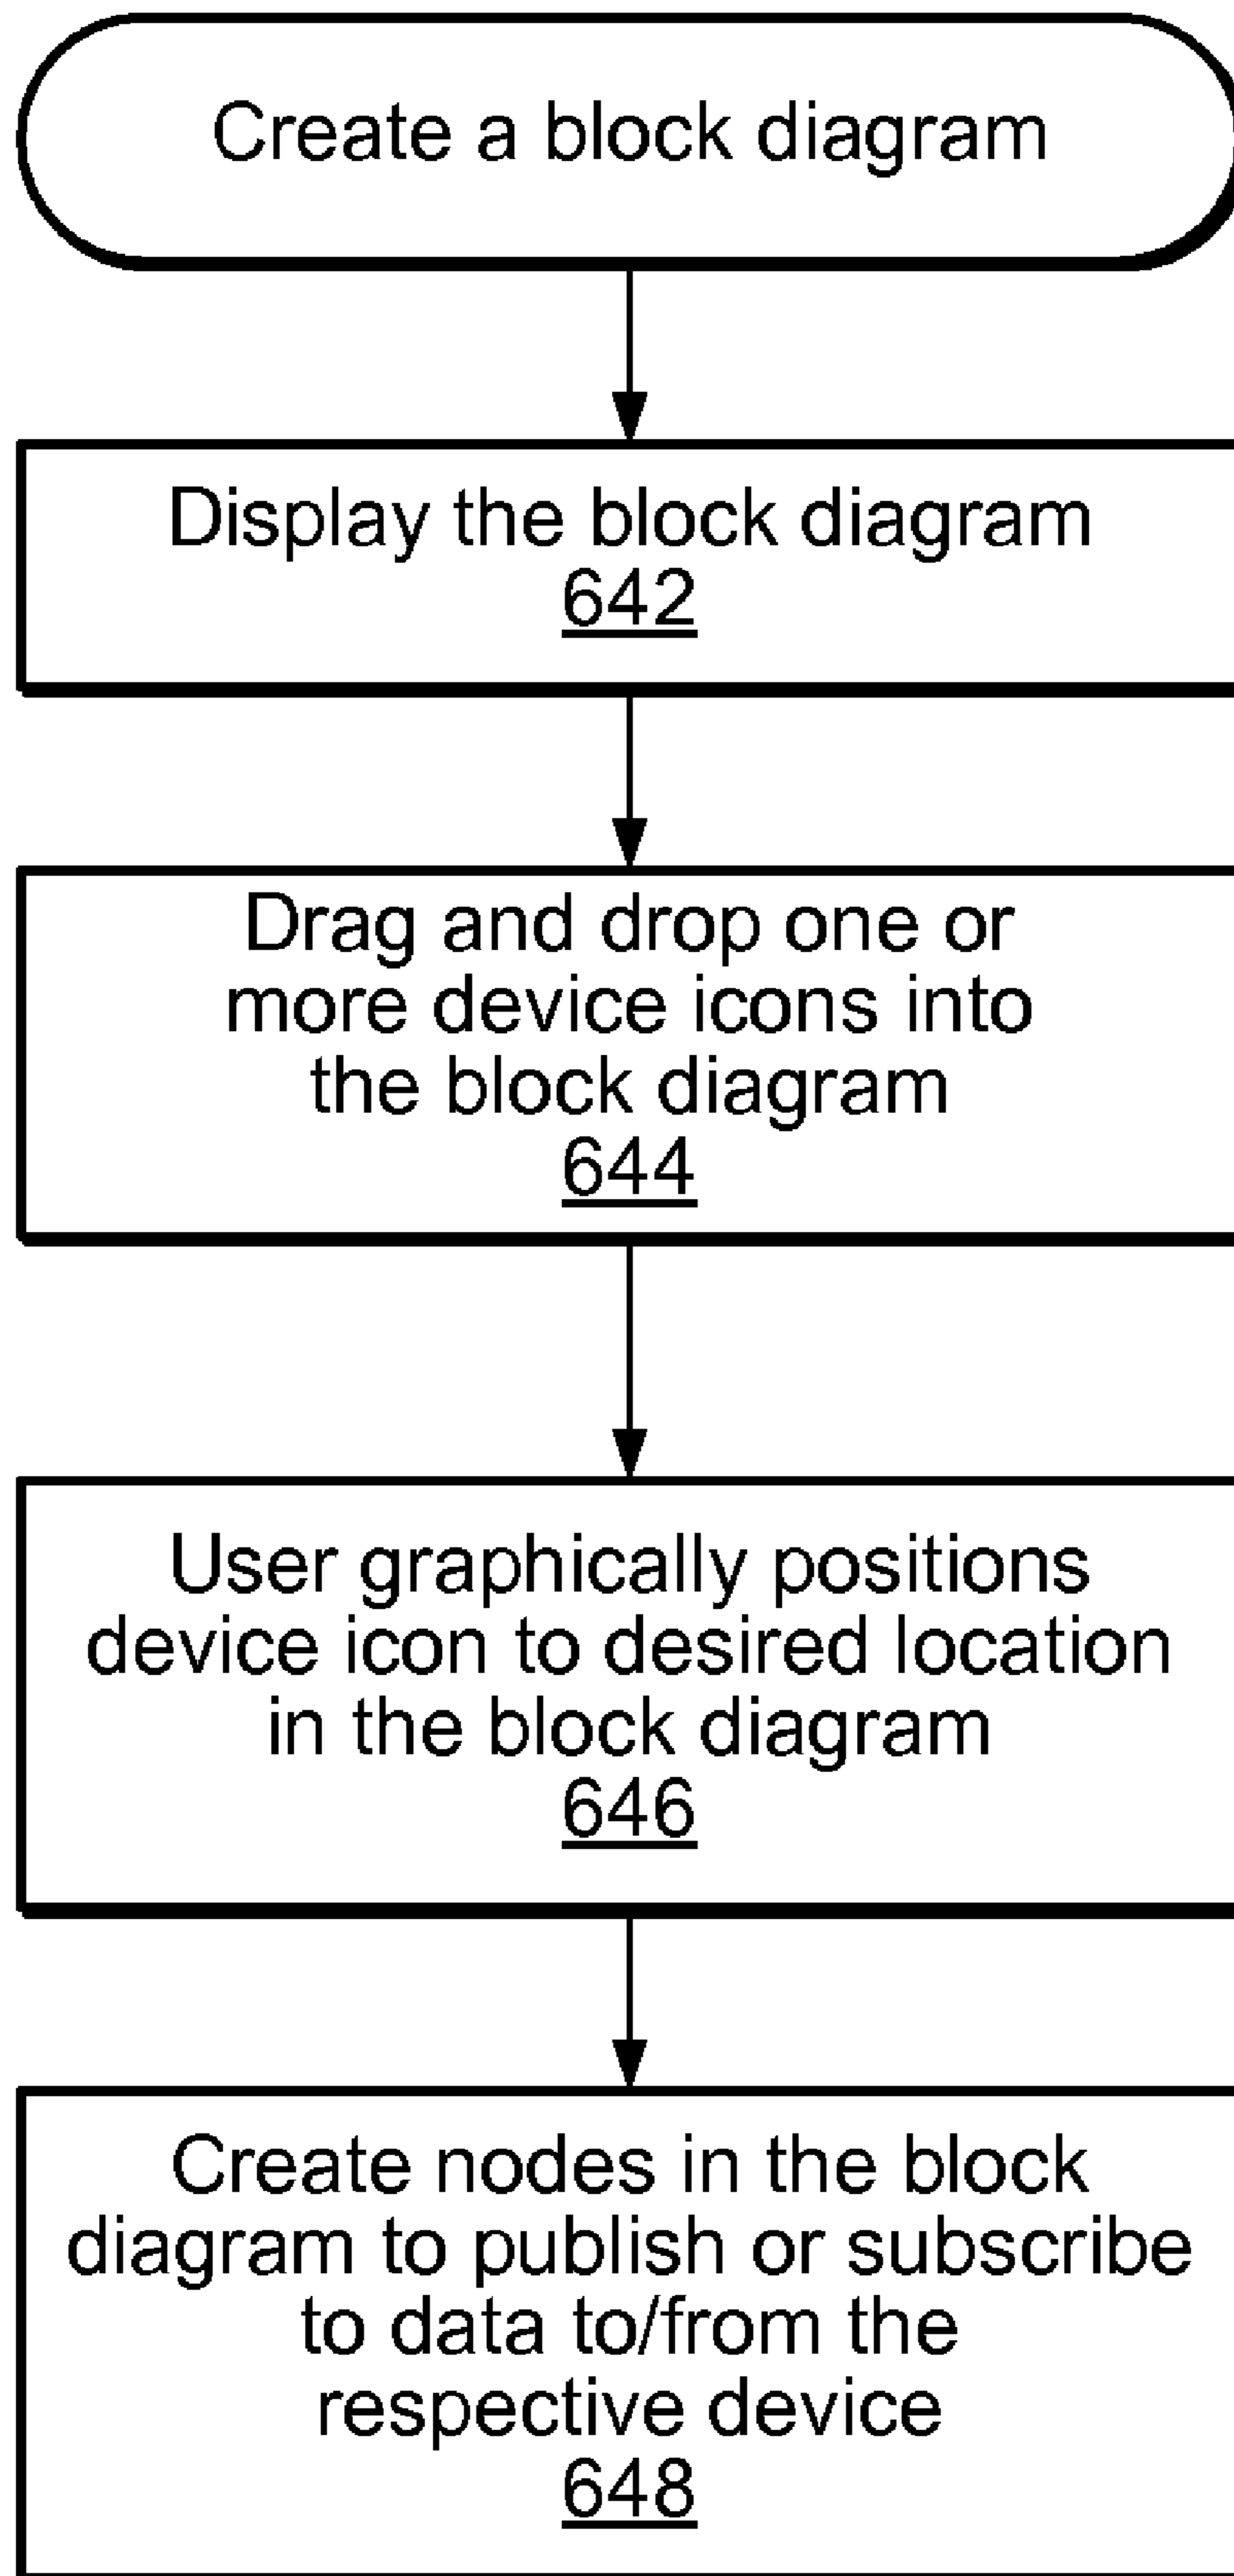 Create a block diagram
Display the block diagram
642
Drag and drop one or
more device icons into
the block diagram
644
User graphically positions
device icon to desired location
in the block diagram
646
Create nodes in the block
diagram to publish or subscribe
to data to/from the
respective device
648